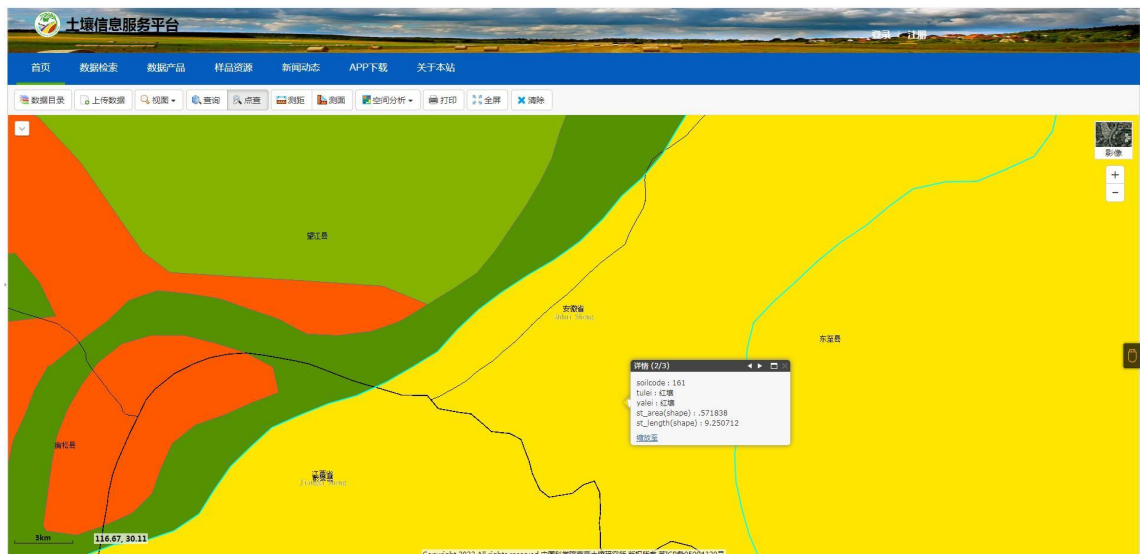 土壤信息服务平台
登录 注册
首页 数据检索 数据产品 样品资源 新闻动态 APP下载 关于本站
数据目录 上传数据 视图 查询 点查 测距 测面 空间分析 打印 全屏 清除
影像
+
-
望江县
安徽省
Anhui Sheng
东至县
详情 (2/3)
soilcode : 161
tulei : 红壤
yalei : 红壤
st_area(shape) : .571838
st_length(shape) : 9.250712
缩放至
宿松县
Jiangxi Sheng
3km
116.67, 30.11